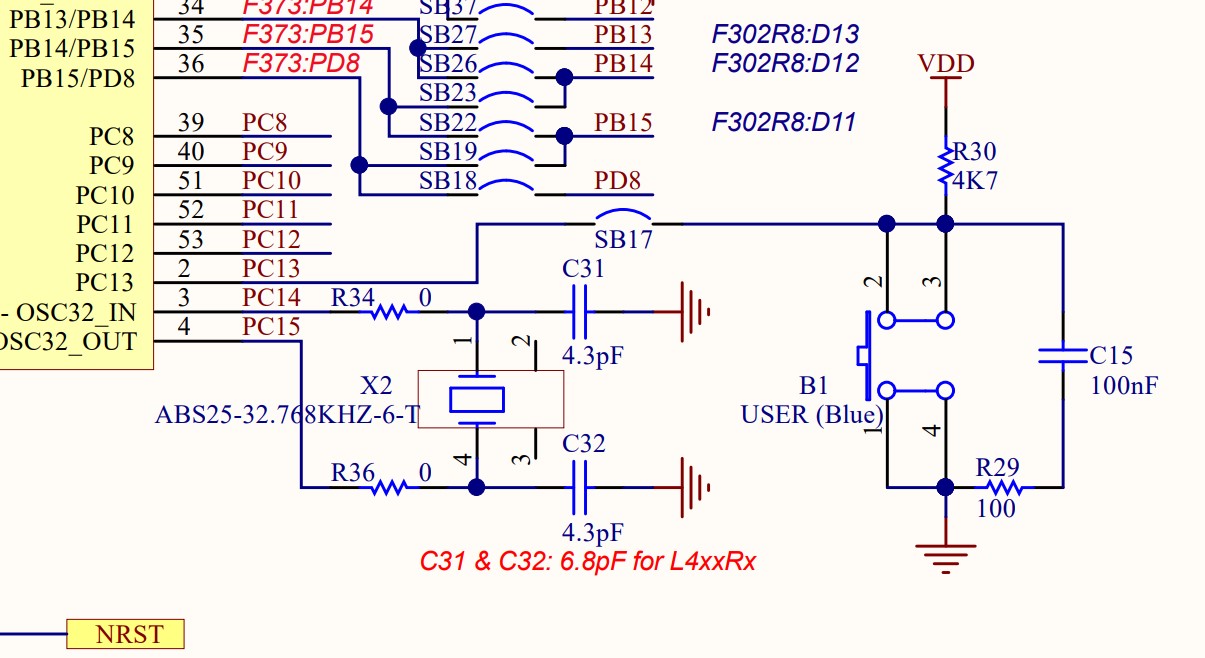 PB13/PB14 34 F373:PB14 SB37 PB12
PB14/PB15 35 F373:PB15 SB27 PB13 F302R8:D13
PB15/PD8 36 F373:PD8 SB26 PB14 F302R8:D12 VDD
SB23
PC8 39 PC8 SB22 PB15 F302R8:D11
PC9 40 PC9 SB19 R30
PC10 51 PC10 SB18 PD8 4K7
PC11 52 PC11
PC12 53 PC12 SB17
PC13 2 PC13 C31 2 3
- OSC32_IN 3 PC14 R34 0
OSC32_OUT 4 PC15 1 2 4.3pF C15
X2 B1 100nF
ABS25-32.768KHZ-6-T USER (Blue)
4 3 C32 1 4
R36 0 R29
4.3pF 100
C31 & C32: 6.8pF for L4xxRx
NRST